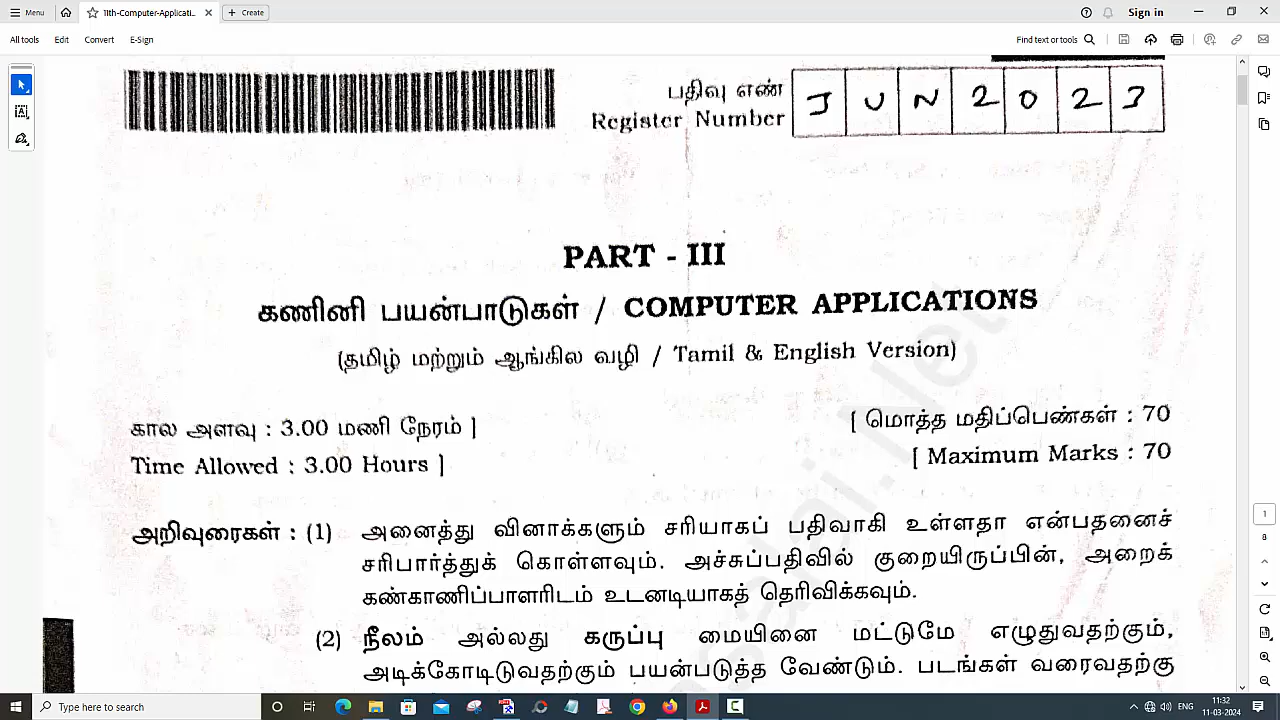 Menu
11th-Computer-Applicati...
+ Create
Sign in
All tools Edit Convert E-Sign
Find text or tools
பதிவு எண்
Register Number
J U N 2 0 2 3
PART - III
கணினி பயன்பாடுகள் / COMPUTER APPLICATIONS
(தமிழ் மற்றும் ஆங்கில வழி / Tamil & English Version)
கால அளவு : 3.00 மணி நேரம் ]
[ மொத்த மதிப்பெண்கள் : 70
Time Allowed : 3.00 Hours ]
[ Maximum Marks : 70
அறிவுரைகள் : (1) அனைத்து வினாக்களும் சரியாகப் பதிவாகி உள்ளதா என்பதனைச்
சரிபார்த்துக் கொள்ளவும். அச்சுப்பதிவில் குறையிருப்பின், அறைக்
கண்காணிப்பாளரிடம் உடனடியாகத் தெரிவிக்கவும்.
(2) நீலம் அல்லது கருப்பு மையினை மட்டுமே எழுதுவதற்கும்,
அடிக்கோடிடுவதற்கும் பயன்படுத்த வேண்டும். படங்கள் வரைவதற்கு
1
8
Type here to search
ENG
11:32
11-03-2024